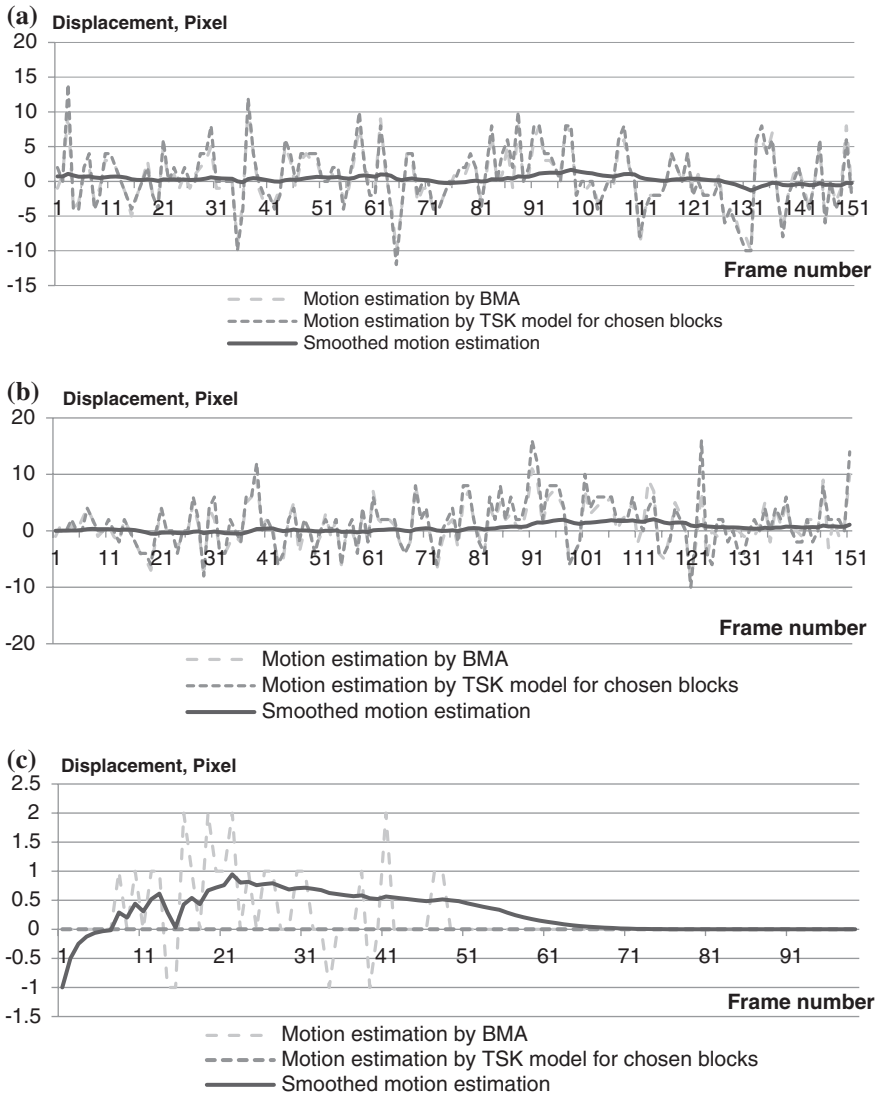 (a) Displacement, Pixel
20
15
10
5
0
-5
-10
-15
1 11 21 31 41 51 61 71 81 91 101 111 121 131 141 151
Frame number
Motion estimation by BMA
Motion estimation by TSK model for chosen blocks
Smoothed motion estimation
(b) Displacement, Pixel
20
10
0
-10
-20
1 11 21 31 41 51 61 71 81 91 101 111 121 131 141 151
Frame number
Motion estimation by BMA
Motion estimation by TSK model for chosen blocks
Smoothed motion estimation
(c) Displacement, Pixel
2.5
2
1.5
1
0.5
0
-0.5
-1
-1.5
1 11 21 31 41 51 61 71 81 91
Frame number
Motion estimation by BMA
Motion estimation by TSK model for chosen blocks
Smoothed motion estimation